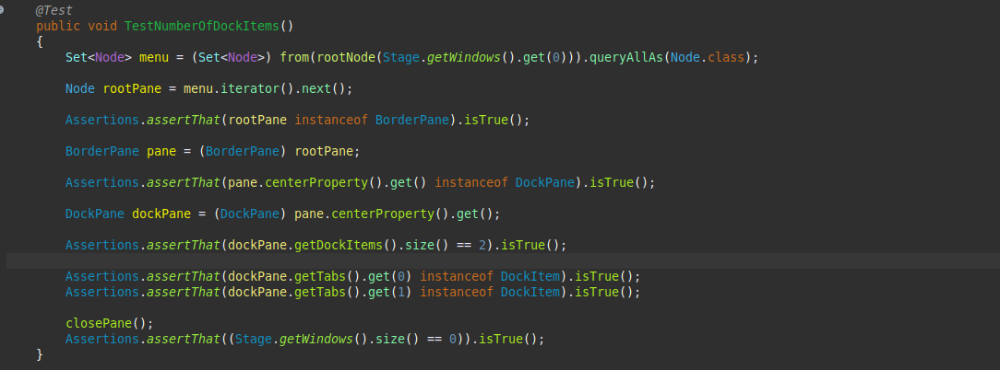 @Test
public void TestNumberOfDockItems()
{
Set<Node> menu = (Set<Node>) from(rootNode(Stage.getWindows().get(0))).queryAllAs(Node.class);
Node rootPane = menu.iterator().next();
Assertions.assertThat(rootPane instanceof BorderPane).isTrue();
BorderPane pane = (BorderPane) rootPane;
Assertions.assertThat(pane.centerProperty().get() instanceof DockPane).isTrue();
DockPane dockPane = (DockPane) pane.centerProperty().get();
Assertions.assertThat(dockPane.getDockItems().size() == 2).isTrue();
Assertions.assertThat(dockPane.getTabs().get(0) instanceof DockItem).isTrue();
Assertions.assertThat(dockPane.getTabs().get(1) instanceof DockItem).isTrue();
closePane();
Assertions.assertThat((Stage.getWindows().size() == 0)).isTrue();
}